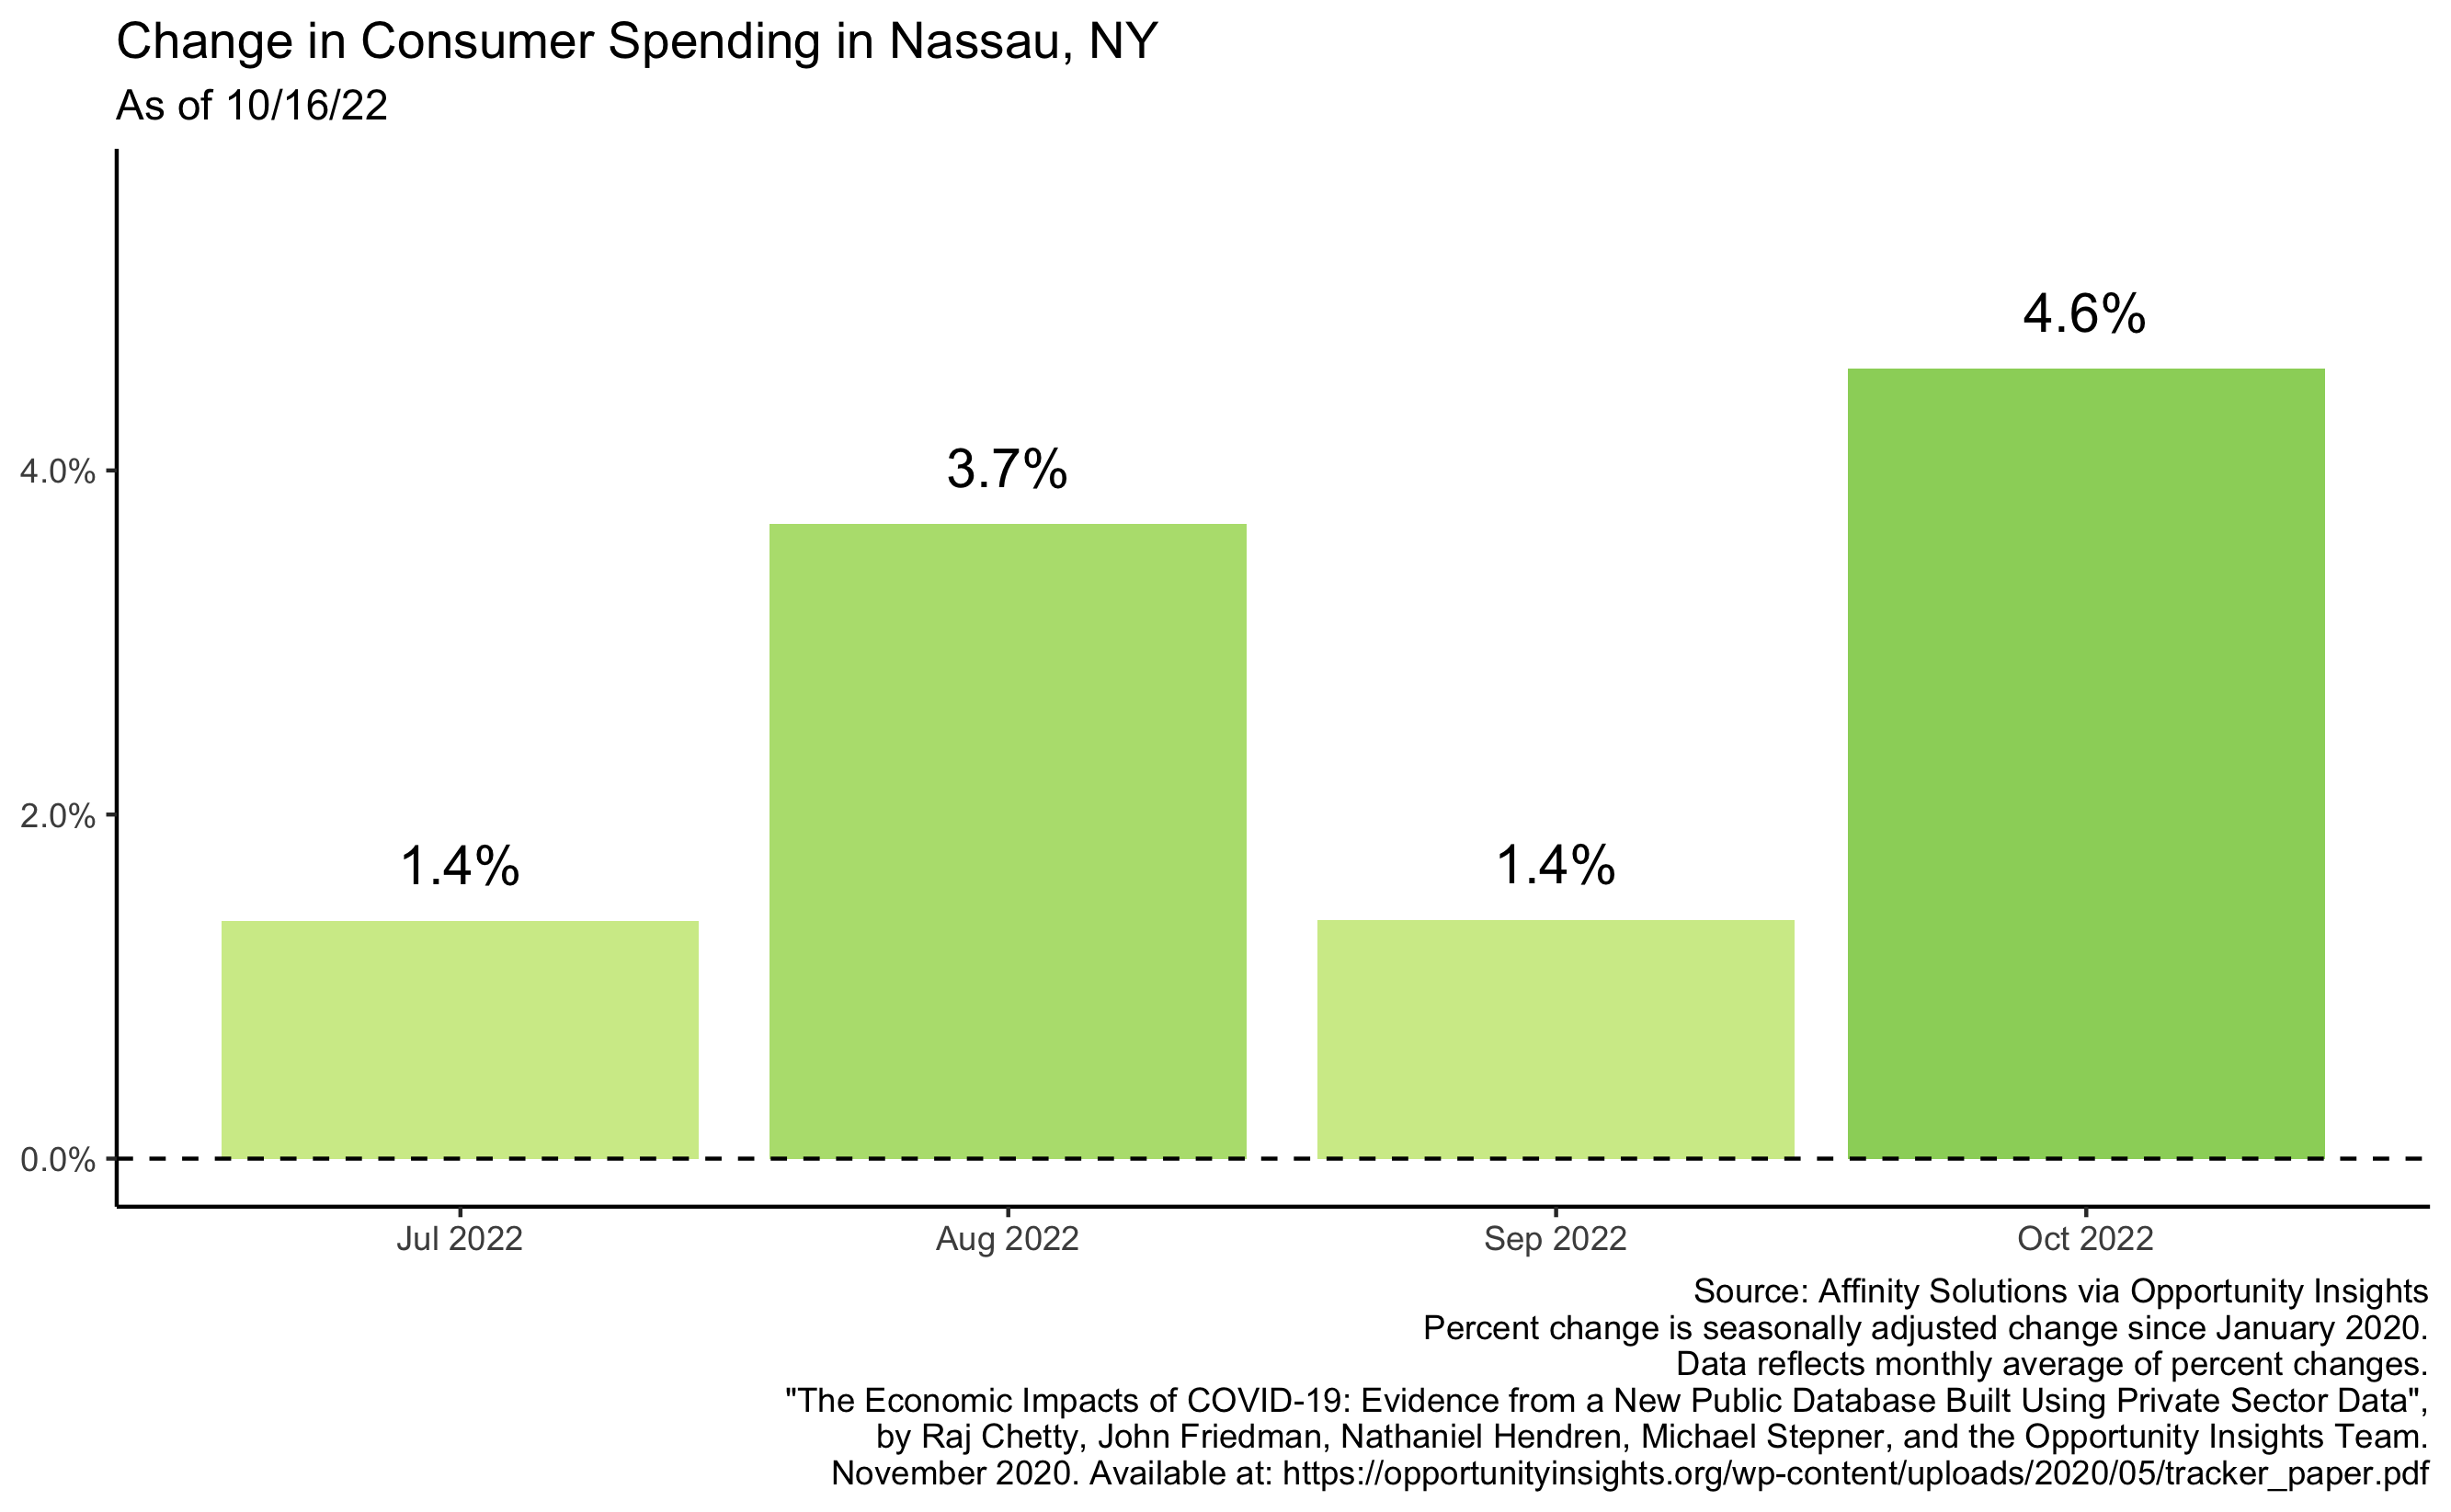 Change in Consumer Spending in Nassau, NY
As of 10/16/22
4.6%
4.0%
3.7%
2.0%
1.4%
1.4%
0.0%
Jul 2022
Aug 2022
Sep 2022
Oct 2022
Source: Affinity Solutions via Opportunity Insights
Percent change is seasonally adjusted change since January 2020.
Data reflects monthly average of percent changes.
"The Economic Impacts of COVID-19: Evidence from a New Public Database Built Using Private Sector Data",
by Raj Chetty, John Friedman, Nathaniel Hendren, Michael Stepner, and the Opportunity Insights Team.
November 2020. Available at: https://opportunityinsights.org/wp-content/uploads/2020/05/tracker_paper.pdf